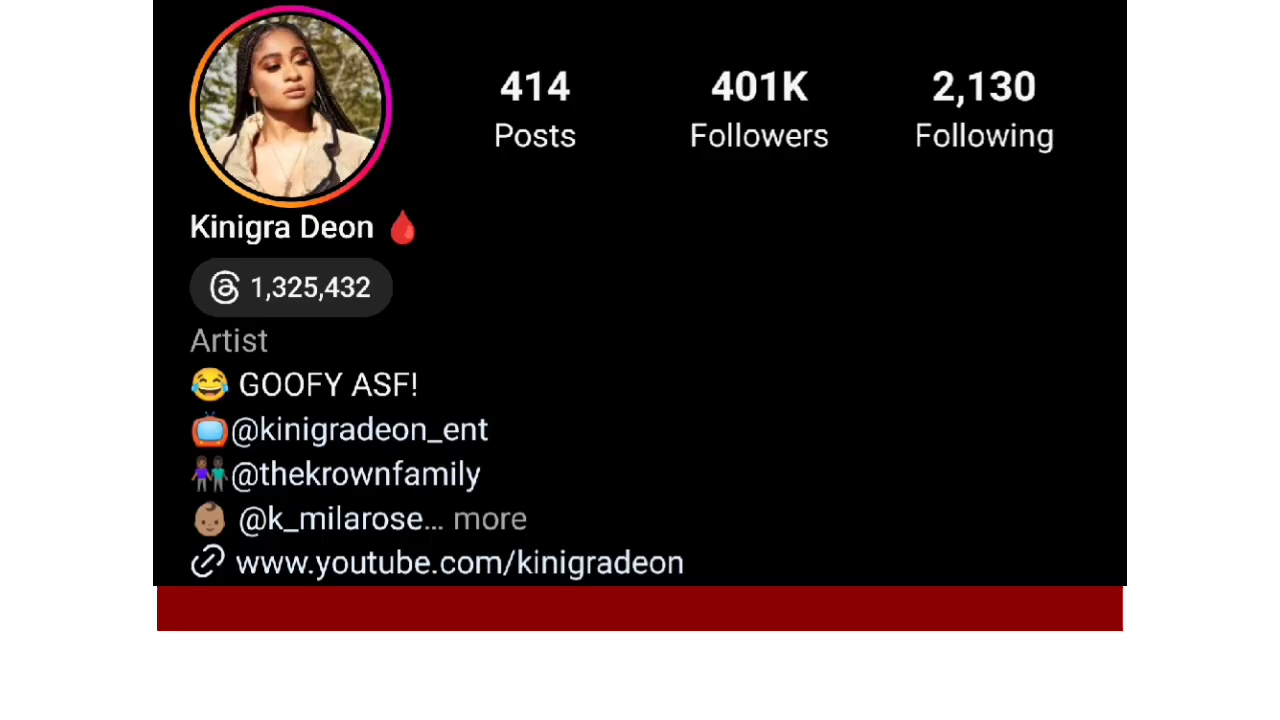 414 401K 2,130
Posts Followers Following
Kinigra Deon 🩸
1,325,432
Artist
😂 GOOFY ASF!
📺@kinigradeon_ent
👫🏾@thekrownfamily
👶🏽 @k_milarose... more
www.youtube.com/kinigradeon